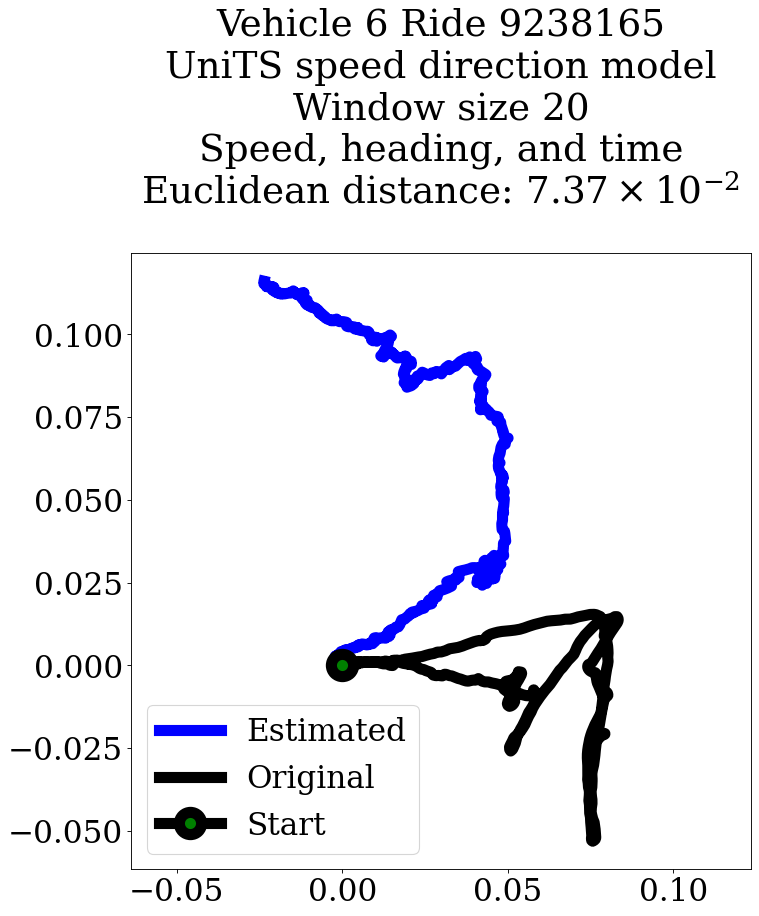 Vehicle 6 Ride 9238165
UniTS speed direction model
Window size 20
Speed, heading, and time
Euclidean distance: 7.37 × 10⁻²
0.100
0.075
0.050
0.025
0.000
−0.025
−0.050
Estimated
Original
Start
−0.05 0.00 0.05 0.10